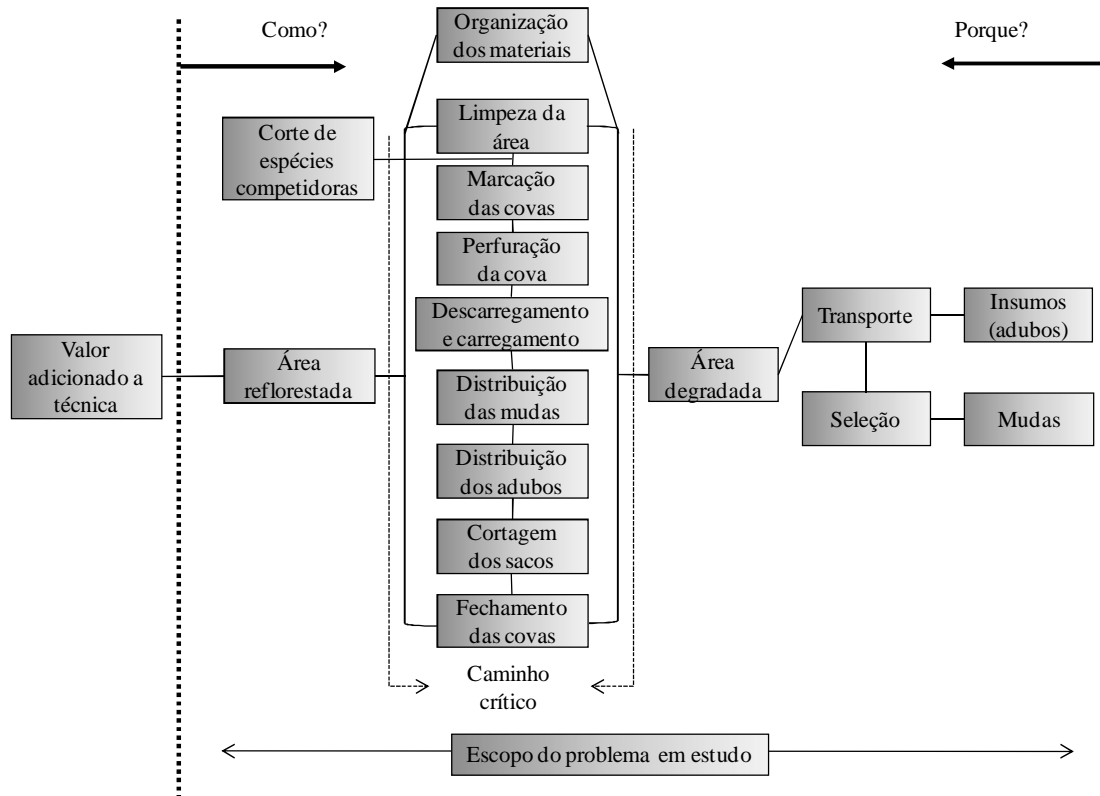 Como?
Organização
dos materiais
Porque?
Corte de
espécies
competidoras
Limpeza da
área
Marcação
das covas
Perfuração
da cova
Descarregamento
e carregamento
Distribuição
das mudas
Distribuição
dos adubos
Cortagem
dos sacos
Fechamento
das covas
Valor
adicionado a
técnica
Área
reflorestada
Área
degradada
Transporte
Insumos
(adubos)
Seleção
Mudas
Caminho
crítico
Escopo do problema em estudo